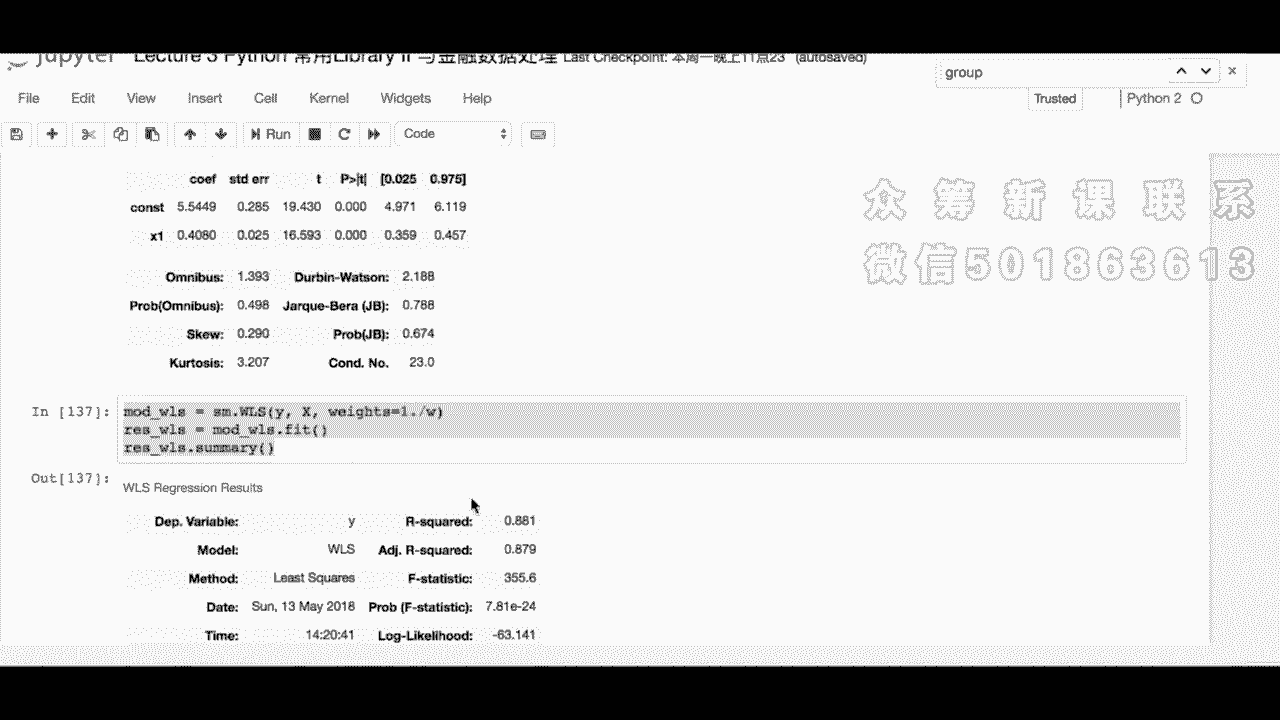 jupyter Lecture 3 Python 常用Library II 与金融数据处理 Last Checkpoint: 本周一晚上11点23 (autosaved)
group
File Edit View Insert Cell Kernel Widgets Help
Trusted Python 2
Run Code
coef std err t P>|t| [0.025 0.975]
const 5.5449 0.285 19.430 0.000 4.971 6.119
x1 0.4080 0.025 16.593 0.000 0.359 0.457
众筹新课联系
微信501863613
Omnibus: 1.393 Durbin-Watson: 2.188
Prob(Omnibus): 0.498 Jarque-Bera (JB): 0.788
Skew: 0.290 Prob(JB): 0.674
Kurtosis: 3.207 Cond. No. 23.0
In [137]: mod_wls = sm.WLS(y, X, weights=1./w)
res_wls = mod_wls.fit()
res_wls.summary()
Out[137]:
WLS Regression Results
Dep. Variable: y R-squared: 0.881
Model: WLS Adj. R-squared: 0.879
Method: Least Squares F-statistic: 355.6
Date: Sun, 13 May 2018 Prob (F-statistic): 7.81e-24
Time: 14:20:41 Log-Likelihood: -63.141